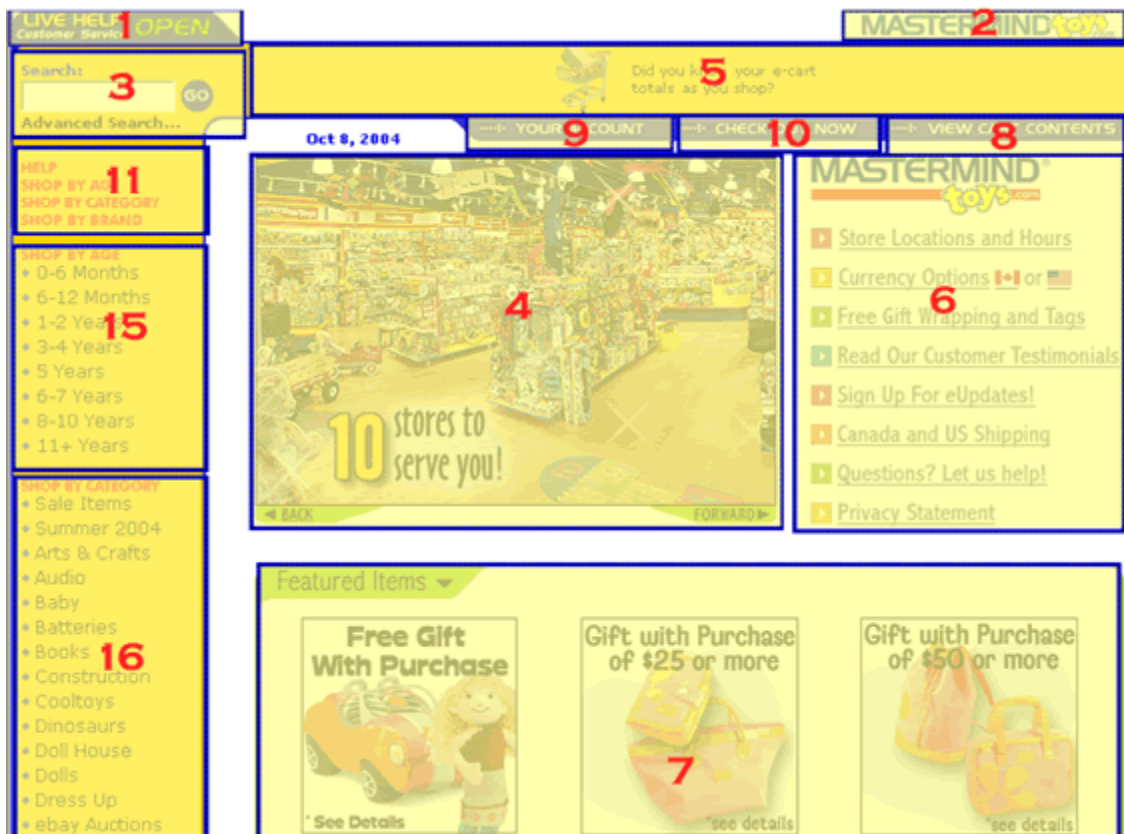 LIVE HELP
Customer Service
OPEN
1
MASTERMIND toys
2
Search:
3
GO
Advanced Search...
Did you your e-cart
totals as you shop?
5
Oct 8, 2004
YOUR ACCOUNT
9
CHECK OUT NOW
10
VIEW CART CONTENTS
8
HELP
SHOP BY AGE
SHOP BY CATEGORY
SHOP BY BRAND
11
SHOP BY AGE
0-6 Months
6-12 Months
1-2 Years
3-4 Years
5 Years
6-7 Years
8-10 Years
11+ Years
15
SHOP BY CATEGORY
Sale Items
Summer 2004
Arts & Crafts
Audio
Baby
Batteries
Books
Construction
Cooltoys
Dinosaurs
Doll House
Dolls
Dress Up
ebay Auctions
16
4
10 stores to
serve you!
BACK
FORWARD
MASTERMIND
toys.com
Store Locations and Hours
Currency Options or
Free Gift Wrapping and Tags
Read Our Customer Testimonials
Sign Up For eUpdates!
Canada and US Shipping
Questions? Let us help!
Privacy Statement
6
Featured Items
Free Gift
With Purchase
*See Details
Gift with Purchase
of $25 or more
*see details
7
Gift with Purchase
of $50 or more
*see details